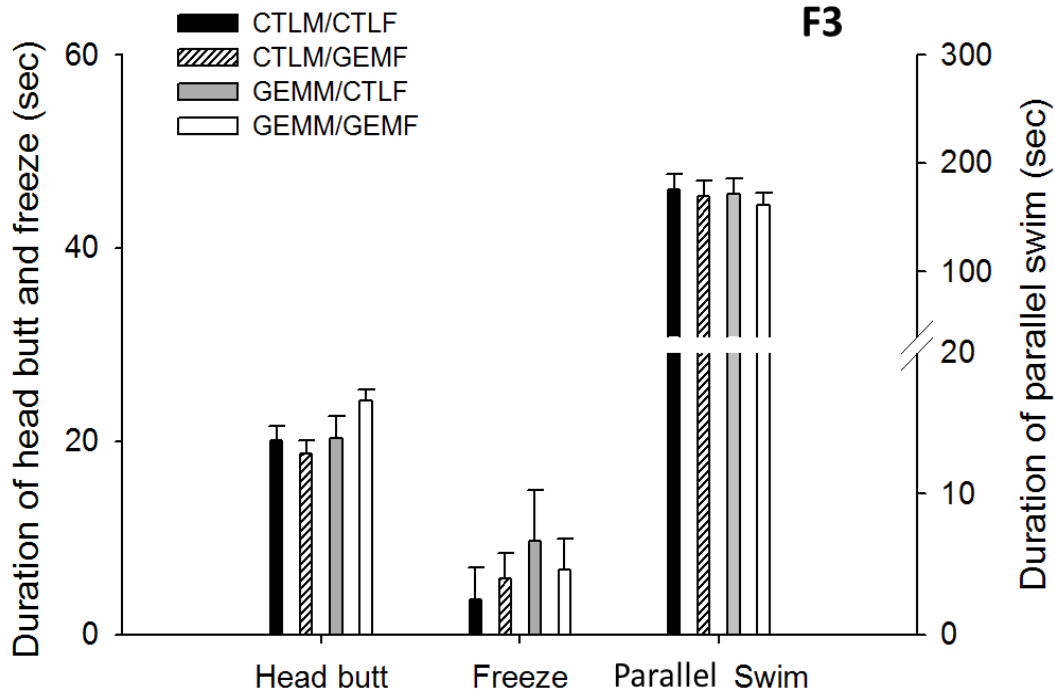 F3
CTLM/CTLF
CTLM/GEMF
GEMM/CTLF
GEMM/GEMF
Duration of head butt and freeze (sec)
60
40
20
0
300
200
100
20
10
0
Duration of parallel swim (sec)
Head butt
Freeze
Parallel Swim